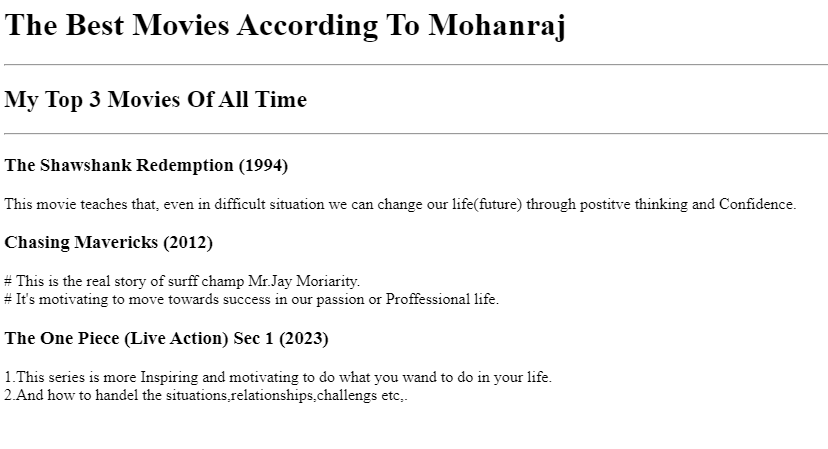 The Best Movies According To Mohanraj
My Top 3 Movies Of All Time
The Shawshank Redemption (1994)
This movie teaches that, even in difficult situation we can change our life(future) through postitve thinking and Confidence.
Chasing Mavericks (2012)
# This is the real story of surff champ Mr.Jay Moriarity.
# It's motivating to move towards success in our passion or Proffessional life.
The One Piece (Live Action) Sec 1 (2023)
1.This series is more Inspiring and motivating to do what you wand to do in your life.
2.And how to handel the situations,relationships,challengs etc,.